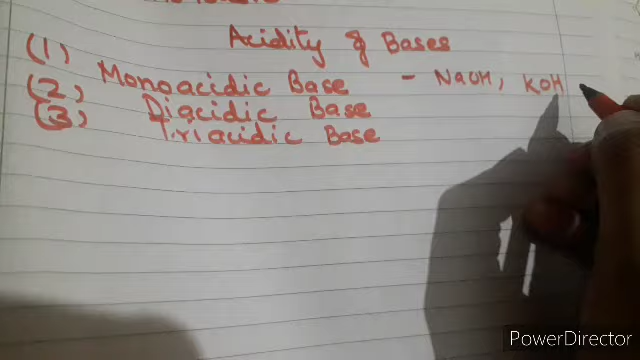 Acidity of Bases
(1) Monoacidic Base - NaOH, KOH
(2) Diacidic Base
(3) Triacidic Base
PowerDirector